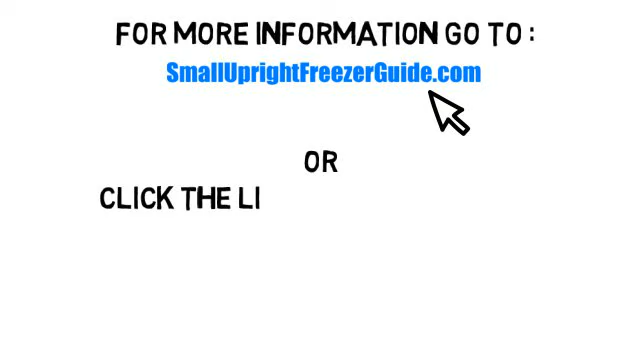 FOR MORE INFORMATION GO TO :
SmallUprightFreezerGuide.com
OR
CLICK THE LI